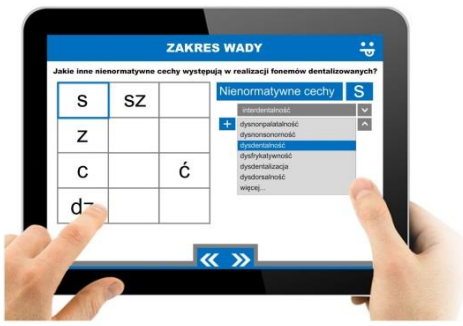 ZAKRES WADY
Jakie inne nienormatywne cechy występują w realizacji fonemów dentalizowanych?
s sz
z
c ć
dz
Nienormatywne cechy S
interdentalność
+ dysnonpalatalność
dysnonsonorność
dysdentalność
dysfrykatywność
dysdentalizacja
dysdorsalność
więcej...